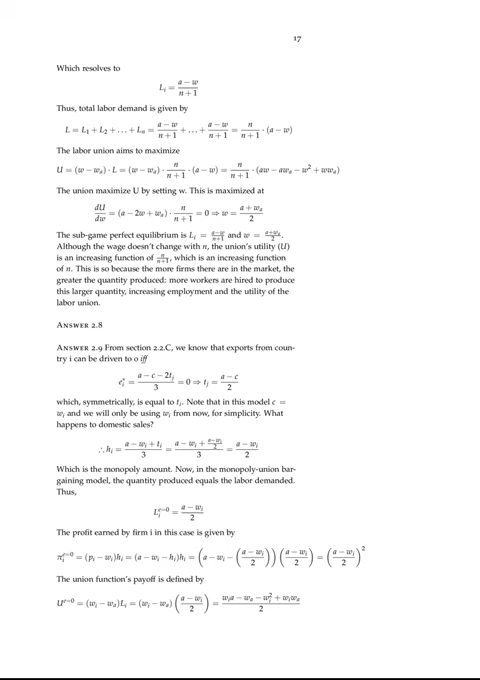 17
Which resolves to
L_i = (a − w)/(n + 1)
Thus, total labor demand is given by
L = L_1 + L_2 + … + L_n = (a − w)/(n + 1) + … + (a − w)/(n + 1) = n/(n + 1) · (a − w)
The labor union aims to maximize
U = (w − w_a) · L = (w − w_a) · n/(n + 1) · (a − w) = n/(n + 1) · (aw − aw_a − w² + ww_a)
The union maximize U by setting w. This is maximized at
dU/dw = (a − 2w + w_a) · n/(n + 1) = 0 ⇒ w = (a + w_a)/2
The sub-game perfect equilibrium is L_i = (a−w)/(n+1) and w = (a+w_a)/2.
Although the wage doesn't change with n, the union's utility (U)
is an increasing function of n/(n+1), which is an increasing function
of n. This is so because the more firms there are in the market, the
greater the quantity produced: more workers are hired to produce
this larger quantity, increasing employment and the utility of the
labor union.
Answer 2.8
Answer 2.9 From section 2.2.C, we know that exports from coun-
try i can be driven to 0 iff
e_i* = (a − c − 2t_j)/3 = 0 ⇒ t_j = (a − c)/2
which, symmetrically, is equal to t_i. Note that in this model c =
w_i and we will only be using w_i from now, for simplicity. What
happens to domestic sales?
∴ h_i = (a − w_i + t_i)/3 = (a − w_i + (a−w_i)/2)/3 = (a − w_i)/2
Which is the monopoly amount. Now, in the monopoly-union bar-
gaining model, the quantity produced equals the labor demanded.
Thus,
L_i^{e=0} = (a − w_i)/2
The profit earned by firm i in this case is given by
π_i^{e=0} = (p_i − w_i)h_i = (a − w_i − h_i)h_i = (a − w_i − ((a − w_i)/2)) ((a − w_i)/2) = ((a − w_i)/2)²
The union function's payoff is defined by
U^{e=0} = (w_i − w_a)L_i = (w_i − w_a) ((a − w_i)/2) = (w_i a − w_a − w_i² + w_i w_a)/2